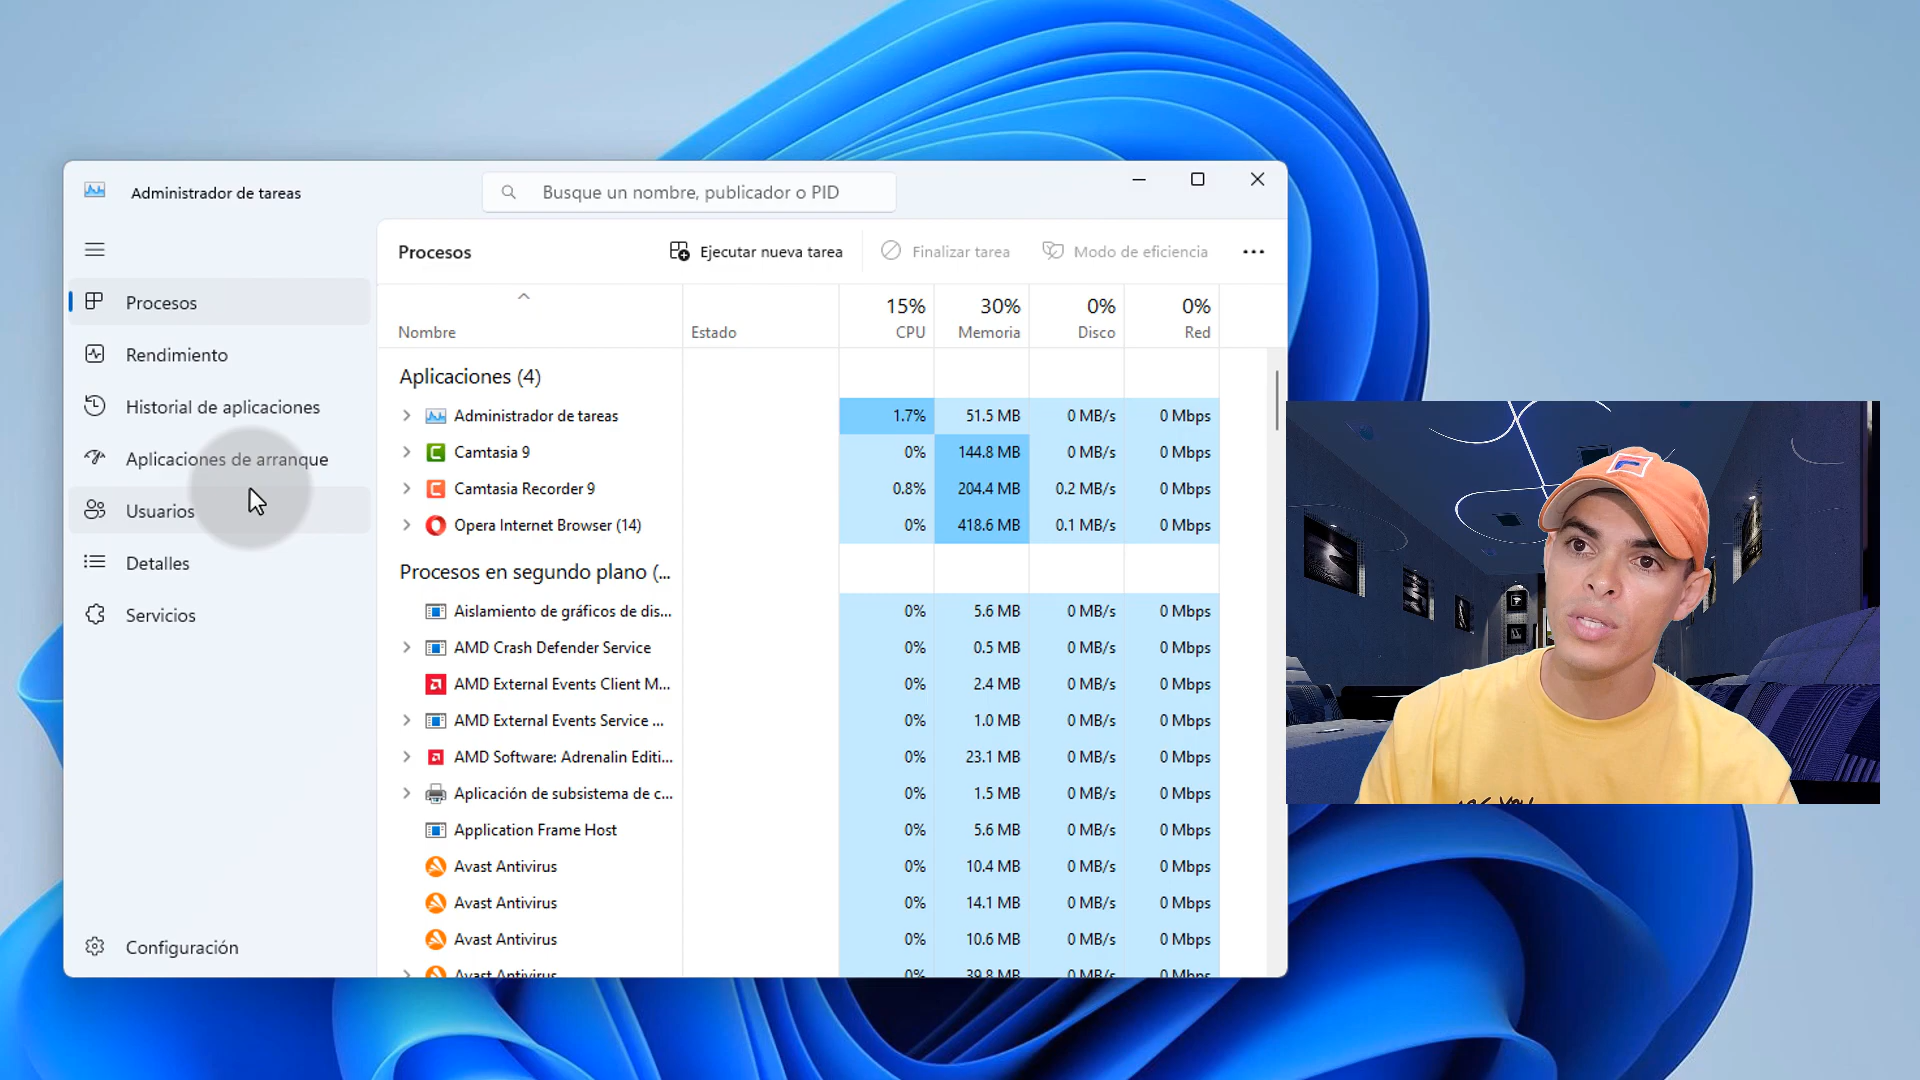 Administrador de tareas
Busque un nombre, publicador o PID
Procesos
Ejecutar nueva tarea
Finalizar tarea
Modo de eficiencia
Procesos
Rendimiento
Historial de aplicaciones
Aplicaciones de arranque
Usuarios
Detalles
Servicios
Configuración
15% 30% 0% 0%
Nombre Estado CPU Memoria Disco Red
Aplicaciones (4)
Administrador de tareas 1.7% 51.5 MB 0 MB/s 0 Mbps
Camtasia 9 0% 144.8 MB 0 MB/s 0 Mbps
Camtasia Recorder 9 0.8% 204.4 MB 0.2 MB/s 0 Mbps
Opera Internet Browser (14) 0% 418.6 MB 0.1 MB/s 0 Mbps
Procesos en segundo plano (...
Aislamiento de gráficos de dis... 0% 5.6 MB 0 MB/s 0 Mbps
AMD Crash Defender Service 0% 0.5 MB 0 MB/s 0 Mbps
AMD External Events Client M... 0% 2.4 MB 0 MB/s 0 Mbps
AMD External Events Service ... 0% 1.0 MB 0 MB/s 0 Mbps
AMD Software: Adrenalin Editi... 0% 23.1 MB 0 MB/s 0 Mbps
Aplicación de subsistema de c... 0% 1.5 MB 0 MB/s 0 Mbps
Application Frame Host 0% 5.6 MB 0 MB/s 0 Mbps
Avast Antivirus 0% 10.4 MB 0 MB/s 0 Mbps
Avast Antivirus 0% 14.1 MB 0 MB/s 0 Mbps
Avast Antivirus 0% 10.6 MB 0 MB/s 0 Mbps
Avast Antivirus 0% 39.8 MB 0 MB/s 0 Mbps